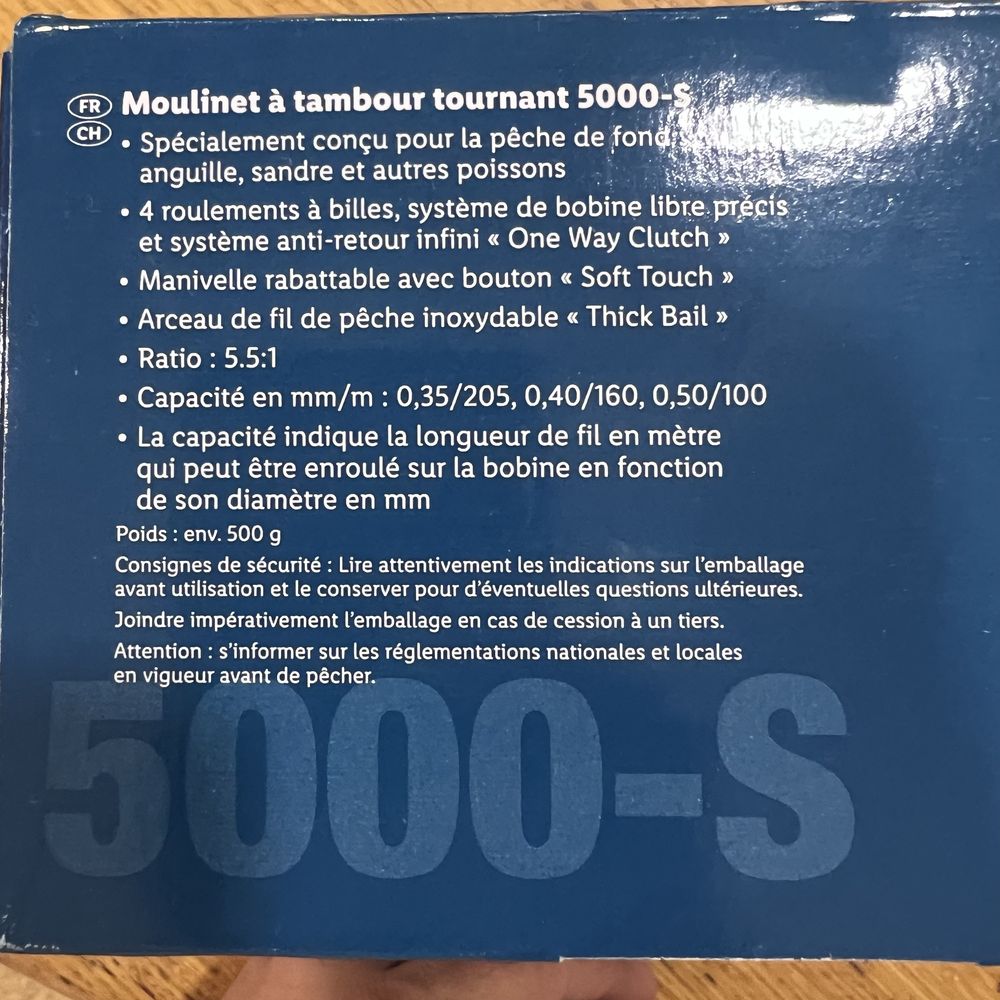 FR Moulinet à tambour tournant 5000-S
CH
• Spécialement conçu pour la pêche de fond,
anguille, sandre et autres poissons
• 4 roulements à billes, système de bobine libre précis
et système anti-retour infini « One Way Clutch »
• Manivelle rabattable avec bouton « Soft Touch »
• Arceau de fil de pêche inoxydable « Thick Bail »
• Ratio : 5.5:1
• Capacité en mm/m : 0,35/205, 0,40/160, 0,50/100
• La capacité indique la longueur de fil en mètre
qui peut être enroulé sur la bobine en fonction
de son diamètre en mm
Poids : env. 500 g
Consignes de sécurité : Lire attentivement les indications sur l’emballage
avant utilisation et le conserver pour d’éventuelles questions ultérieures.
Joindre impérativement l’emballage en cas de cession à un tiers.
Attention : s’informer sur les réglementations nationales et locales
en vigueur avant de pêcher.
5000-S